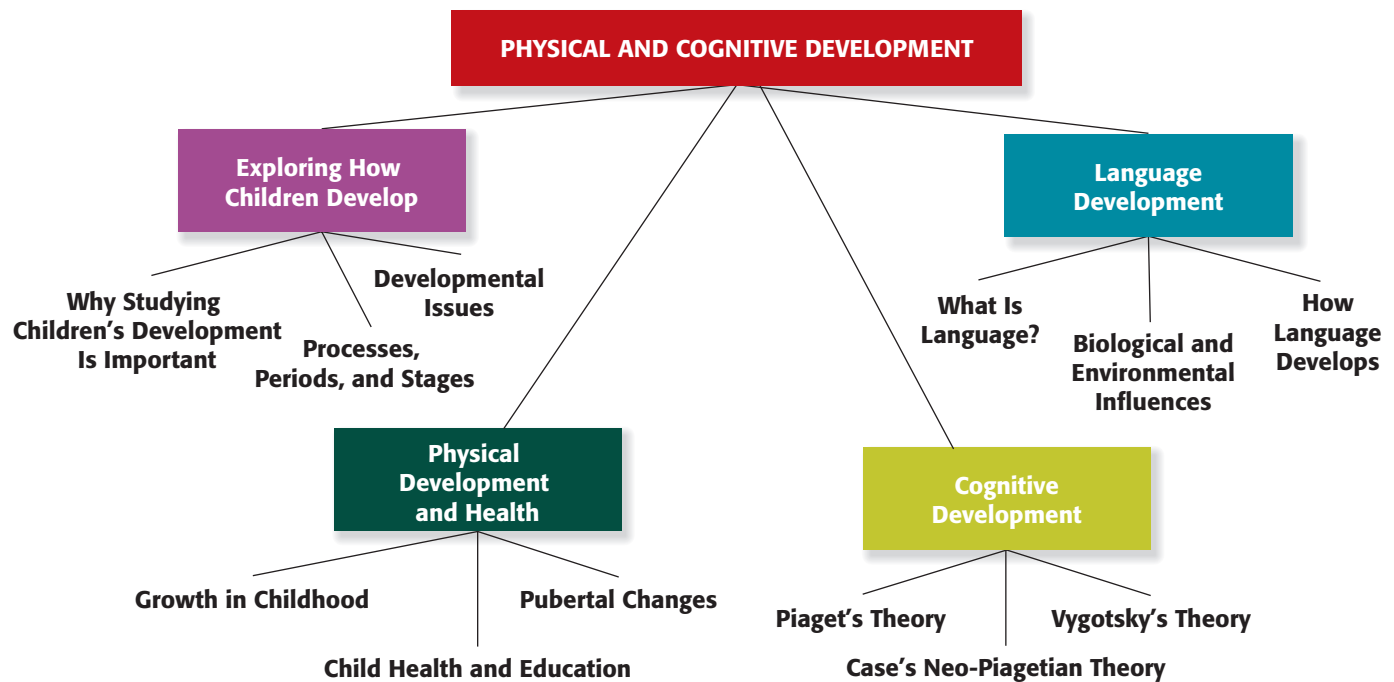 PHYSICAL AND COGNITIVE DEVELOPMENT
Exploring How
Children Develop
Why Studying
Children’s Development
Is Important
Processes,
Periods, and Stages
Developmental
Issues
Physical
Development
and Health
Growth in Childhood
Child Health and Education
Pubertal Changes
Cognitive
Development
Piaget’s Theory
Case’s Neo-Piagetian Theory
Vygotsky’s Theory
Language
Development
What Is
Language?
Biological and
Environmental
Influences
How
Language
Develops